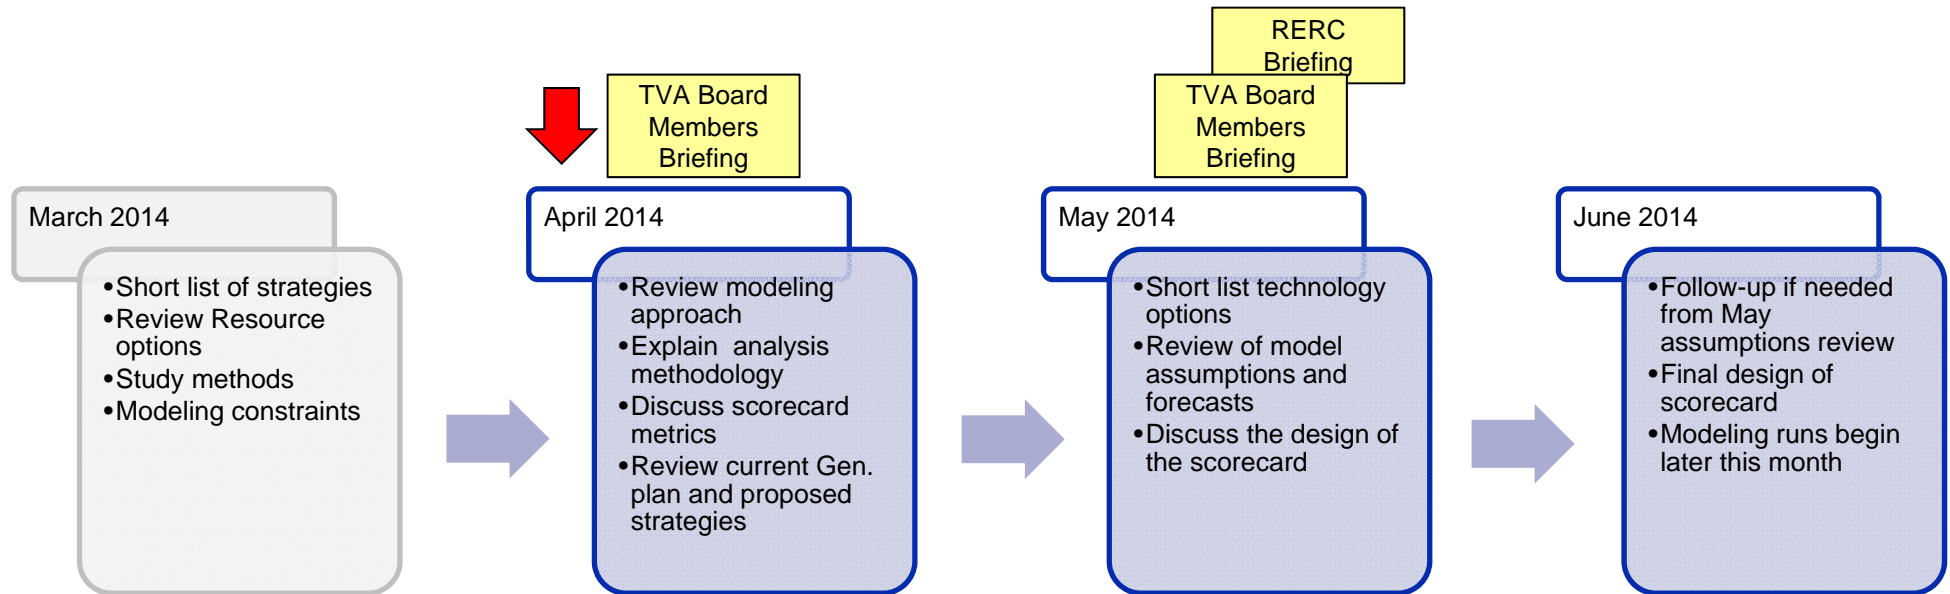 RERC
Briefing
TVA Board
Members
Briefing
TVA Board
Members
Briefing
March 2014
•Short list of strategies
•Review Resource
options
•Study methods
•Modeling constraints
April 2014
•Review modeling
approach
•Explain  analysis
methodology
•Discuss scorecard
metrics
•Review current Gen.
plan and proposed
strategies
May 2014
•Short list technology
options
•Review of model
assumptions and
forecasts
•Discuss the design of
the scorecard
June 2014
•Follow-up if needed
from May
assumptions review
•Final design of
scorecard
•Modeling runs begin
later this month